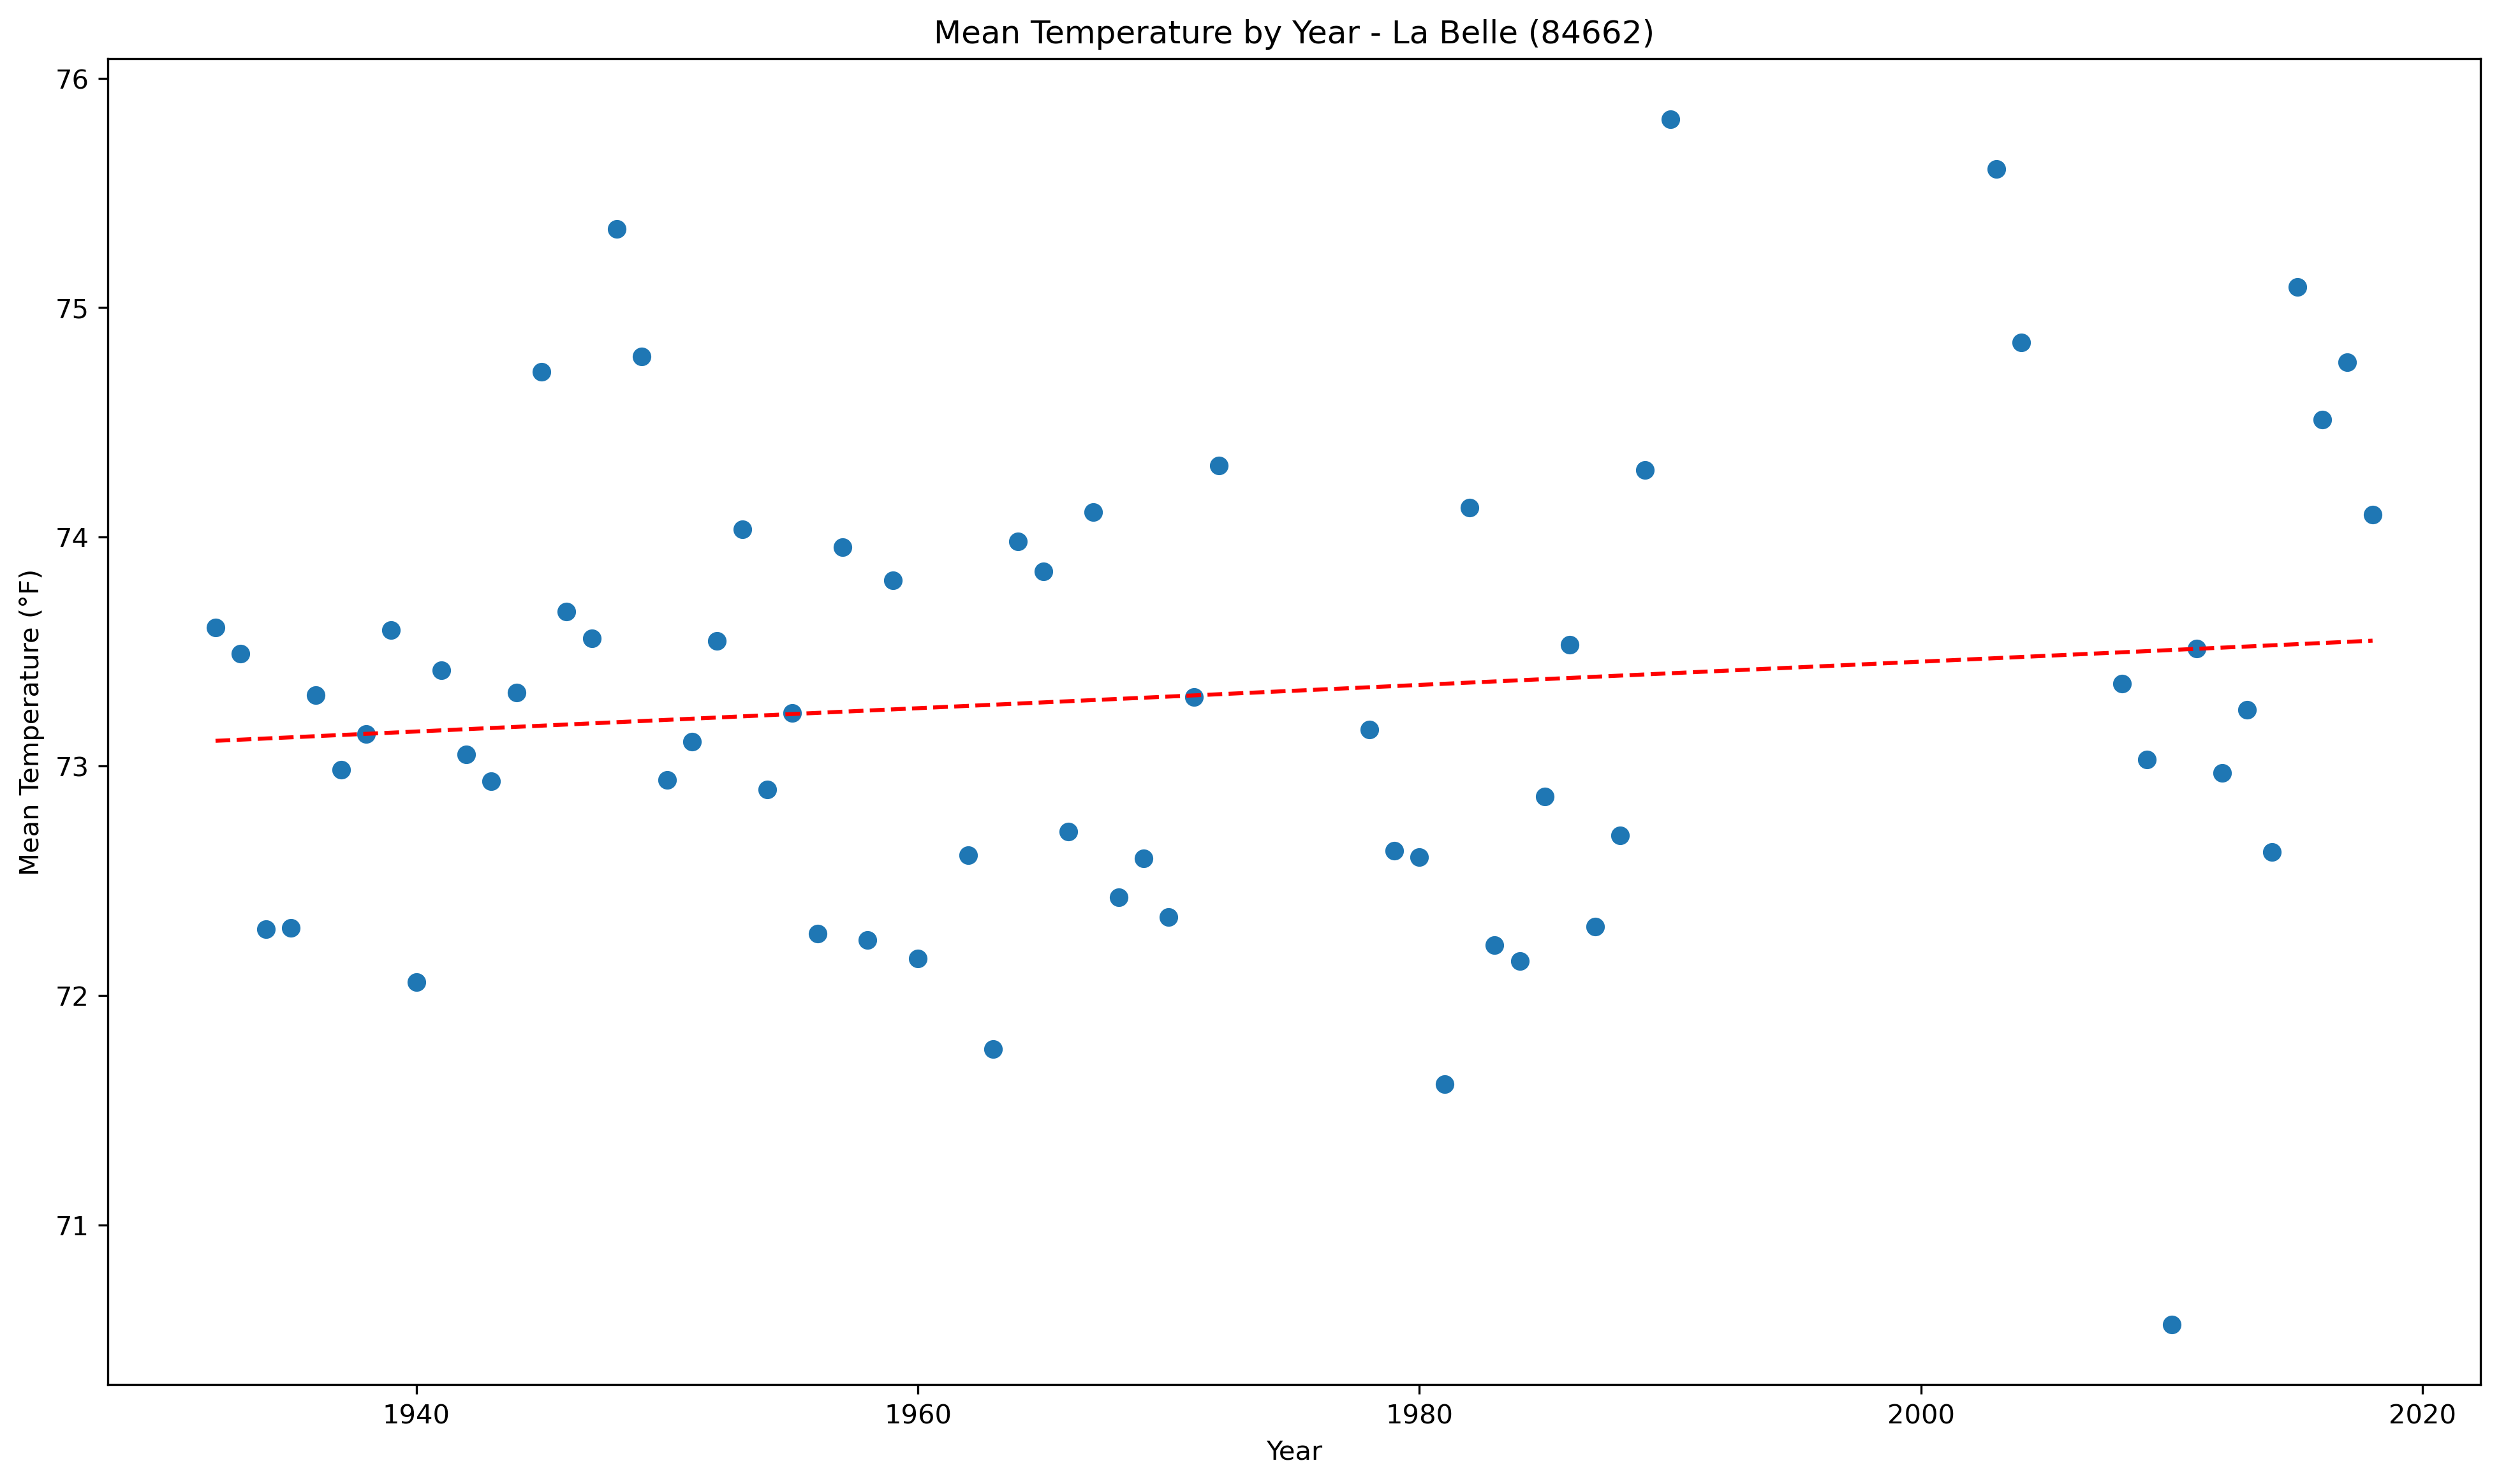 Mean Temperature by Year - La Belle (84662)
76
75
74
73
72
71
Mean Temperature (°F)
1940 1960 1980 2000 2020
Year